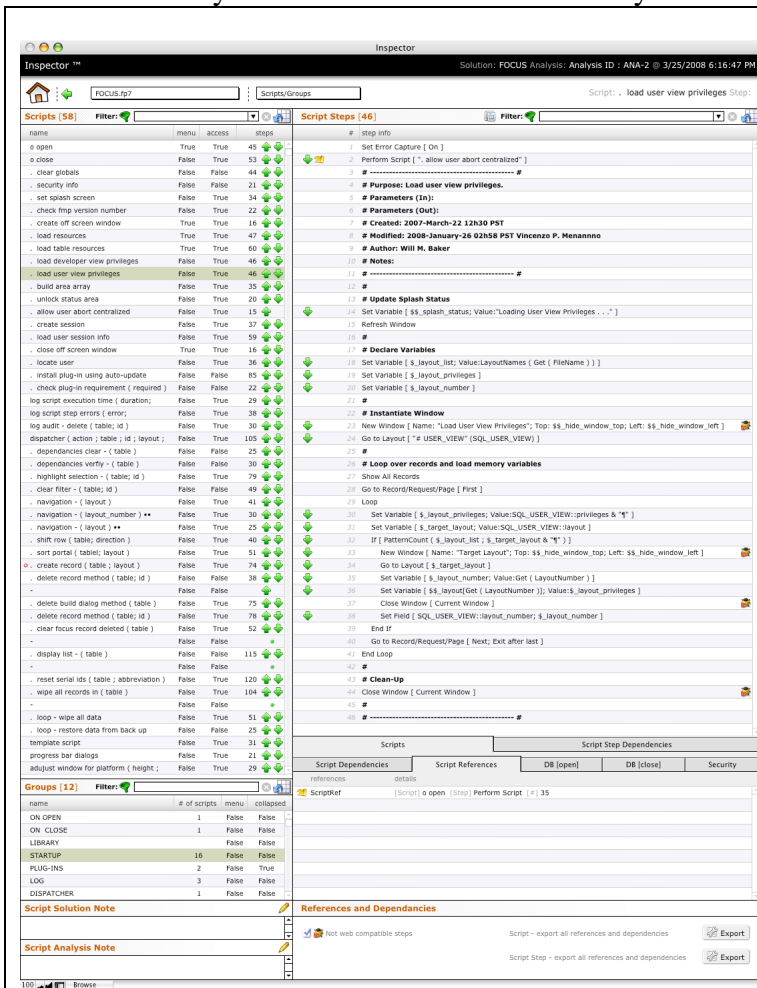 Inspector
Inspector ™ Solution: FOCUS Analysis: Analysis ID : ANA-2 @ 3/25/2008 6:16:47 PM
FOCUS.fp7 Scripts/Groups Script: . load user view privileges Step:
Scripts [58] Filter:
name menu access steps
o open True True 45
o close False True 53
. clear globals False False 44
. security info False False 21
. set splash screen False True 34
. check fmp version number False True 22
. create off screen window True True 16
. load resources True True 47
. load table resources True True 60
. load developer view privileges False True 46
. load user view privileges False True 46
. build area array False True 35
. unlock status area False True 20
. allow user abort centralized False True 15
. create session False True 37
. load user session info False True 59
. close off screen window True True 16
. locate user False True 36
. install plug-in using auto-update False False 85
. check plug-in requirement ( required ) False False 22
log script execution time ( duration; False True 29
log script step errors ( error; False True 38
log audit - delete ( table; id ) False True 30
dispatcher ( action ; table ; id ; layout ; False True 105
. dependancies clear - ( table ) False False 25
. dependancies verfiy - ( table ) False False 30
. highlight selection - ( table; id ) False True 79
. clear filter - ( table; id ) False False 49
. navigation - ( layout ) False True 41
. navigation - ( layout_number ) •• False True 30
. navigation - ( layout ) •• False True 25
. shift row ( table; direction ) False True 40
. sort portal ( tablel; layout ) False True 51
. create record ( table ; layout ) False True 74
. delete record method ( table; id ) False False 38
- False False
. delete build dialog method ( table ) False True 75
. delete record method ( table; id ) False True 78
. clear focus record deleted ( table ) False True 52
- False False
. display list - ( table ) False False 115
- False False
. reset serial ids ( table ; abbreviation ) False True 120
. wipe all records in ( table ) False True 104
- False False
. loop - wipe all data False True 51
. loop - restore data from back up False False 25
template script False True 31
progress bar dialogs False True 21
adujust window for platform ( height ; False True 29
Groups [12] Filter:
name # of scripts menu collapsed
ON OPEN 1 False False
ON CLOSE 1 False False
LIBRARY False False
STARTUP 16 False False
PLUG-INS 2 False True
LOG 3 False False
DISPATCHER 1 False False
Script Solution Note
Script Analysis Note
100 Browse
Script Steps [46] Filter:
# step info
1 Set Error Capture [ On ]
2 Perform Script [ ". allow user abort centralized" ]
3 # ---------------------------------------------- #
4 # Purpose: Load user view privileges.
5 # Parameters (In):
6 # Parameters (Out):
7 # Created: 2007-March-22 12h30 PST
8 # Modified: 2008-January-26 02h58 PST Vincenzo P. Menannno
9 # Author: Will M. Baker
10 # Notes:
11 # ---------------------------------------------- #
12 #
13 # Update Splash Status
14 Set Variable [ $$_splash_status; Value:"Loading User View Privileges . . ." ]
15 Refresh Window
16 #
17 # Declare Variables
18 Set Variable [ $_layout_list; Value:LayoutNames ( Get ( FileName ) ) ]
19 Set Variable [ $_layout_privileges ]
20 Set Variable [ $_layout_number ]
21 #
22 # Instantiate Window
23 New Window [ Name: "Load User View Privileges"; Top: $$_hide_window_top; Left: $$_hide_window_left ]
24 Go to Layout [ "# USER_VIEW" (SQL_USER_VIEW) ]
25 #
26 # Loop over records and load memory variables
27 Show All Records
28 Go to Record/Request/Page [ First ]
29 Loop
30 Set Variable [ $_layout_privileges; Value:SQL_USER_VIEW::privileges & "¶" ]
31 Set Variable [ $_target_layout; Value:SQL_USER_VIEW::layout ]
32 If [ PatternCount ( $_layout_list ; $_target_layout & "¶" ) ]
33 New Window [ Name: "Target Layout"; Top: $$_hide_window_top; Left: $$_hide_window_left ]
34 Go to Layout [ $_target_layout ]
35 Set Variable [ $_layout_number; Value:Get ( LayoutNumber ) ]
36 Set Variable [ $$_layout[Get ( LayoutNumber )]; Value:$_layout_privileges ]
37 Close Window [ Current Window ]
38 Set Field [ SQL_USER_VIEW::layout_number; $_layout_number ]
39 End If
40 Go to Record/Request/Page [ Next; Exit after last ]
41 End Loop
42 #
43 # Clean-Up
44 Close Window [ Current Window ]
45 #
46 # ---------------------------------------------- #
Scripts Script Step Dependencies
Script Dependencies Script References DB [open] DB [close] Security
references details
ScriptRef [Script] o open [Step] Perform Script [#] 35
References and Dependancies
Not web compatible steps Script - export all references and dependencies Export
Script Step - export all references and dependencies Export